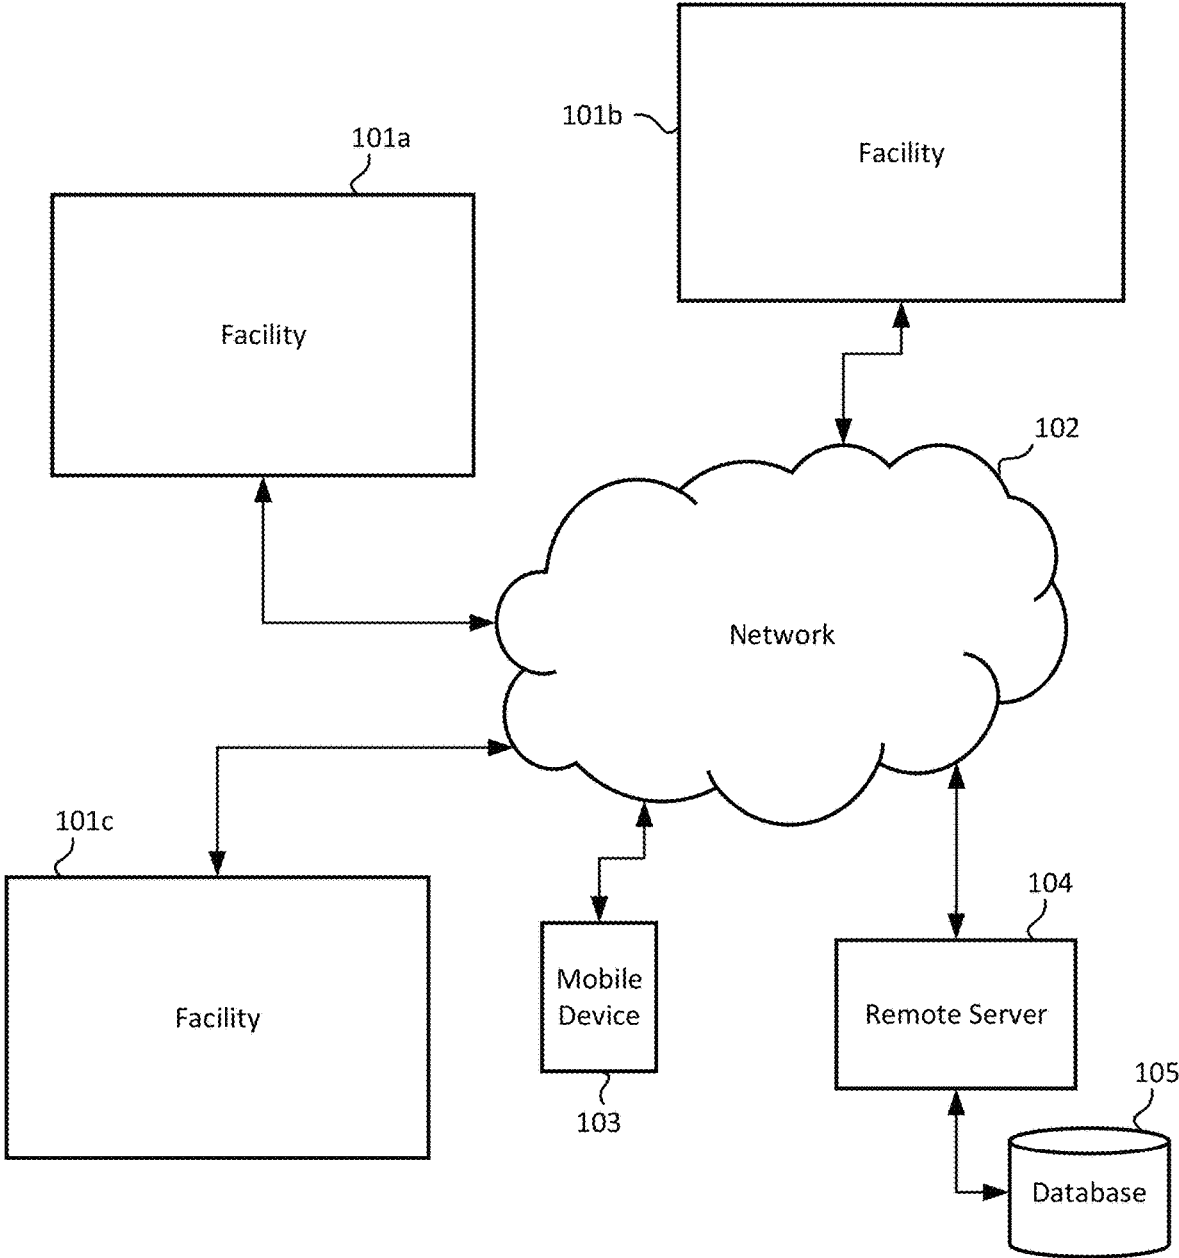 101b
Facility
101a
Facility
102
Network
101c
Facility
Mobile
Device
103
104
Remote Server
105
Database